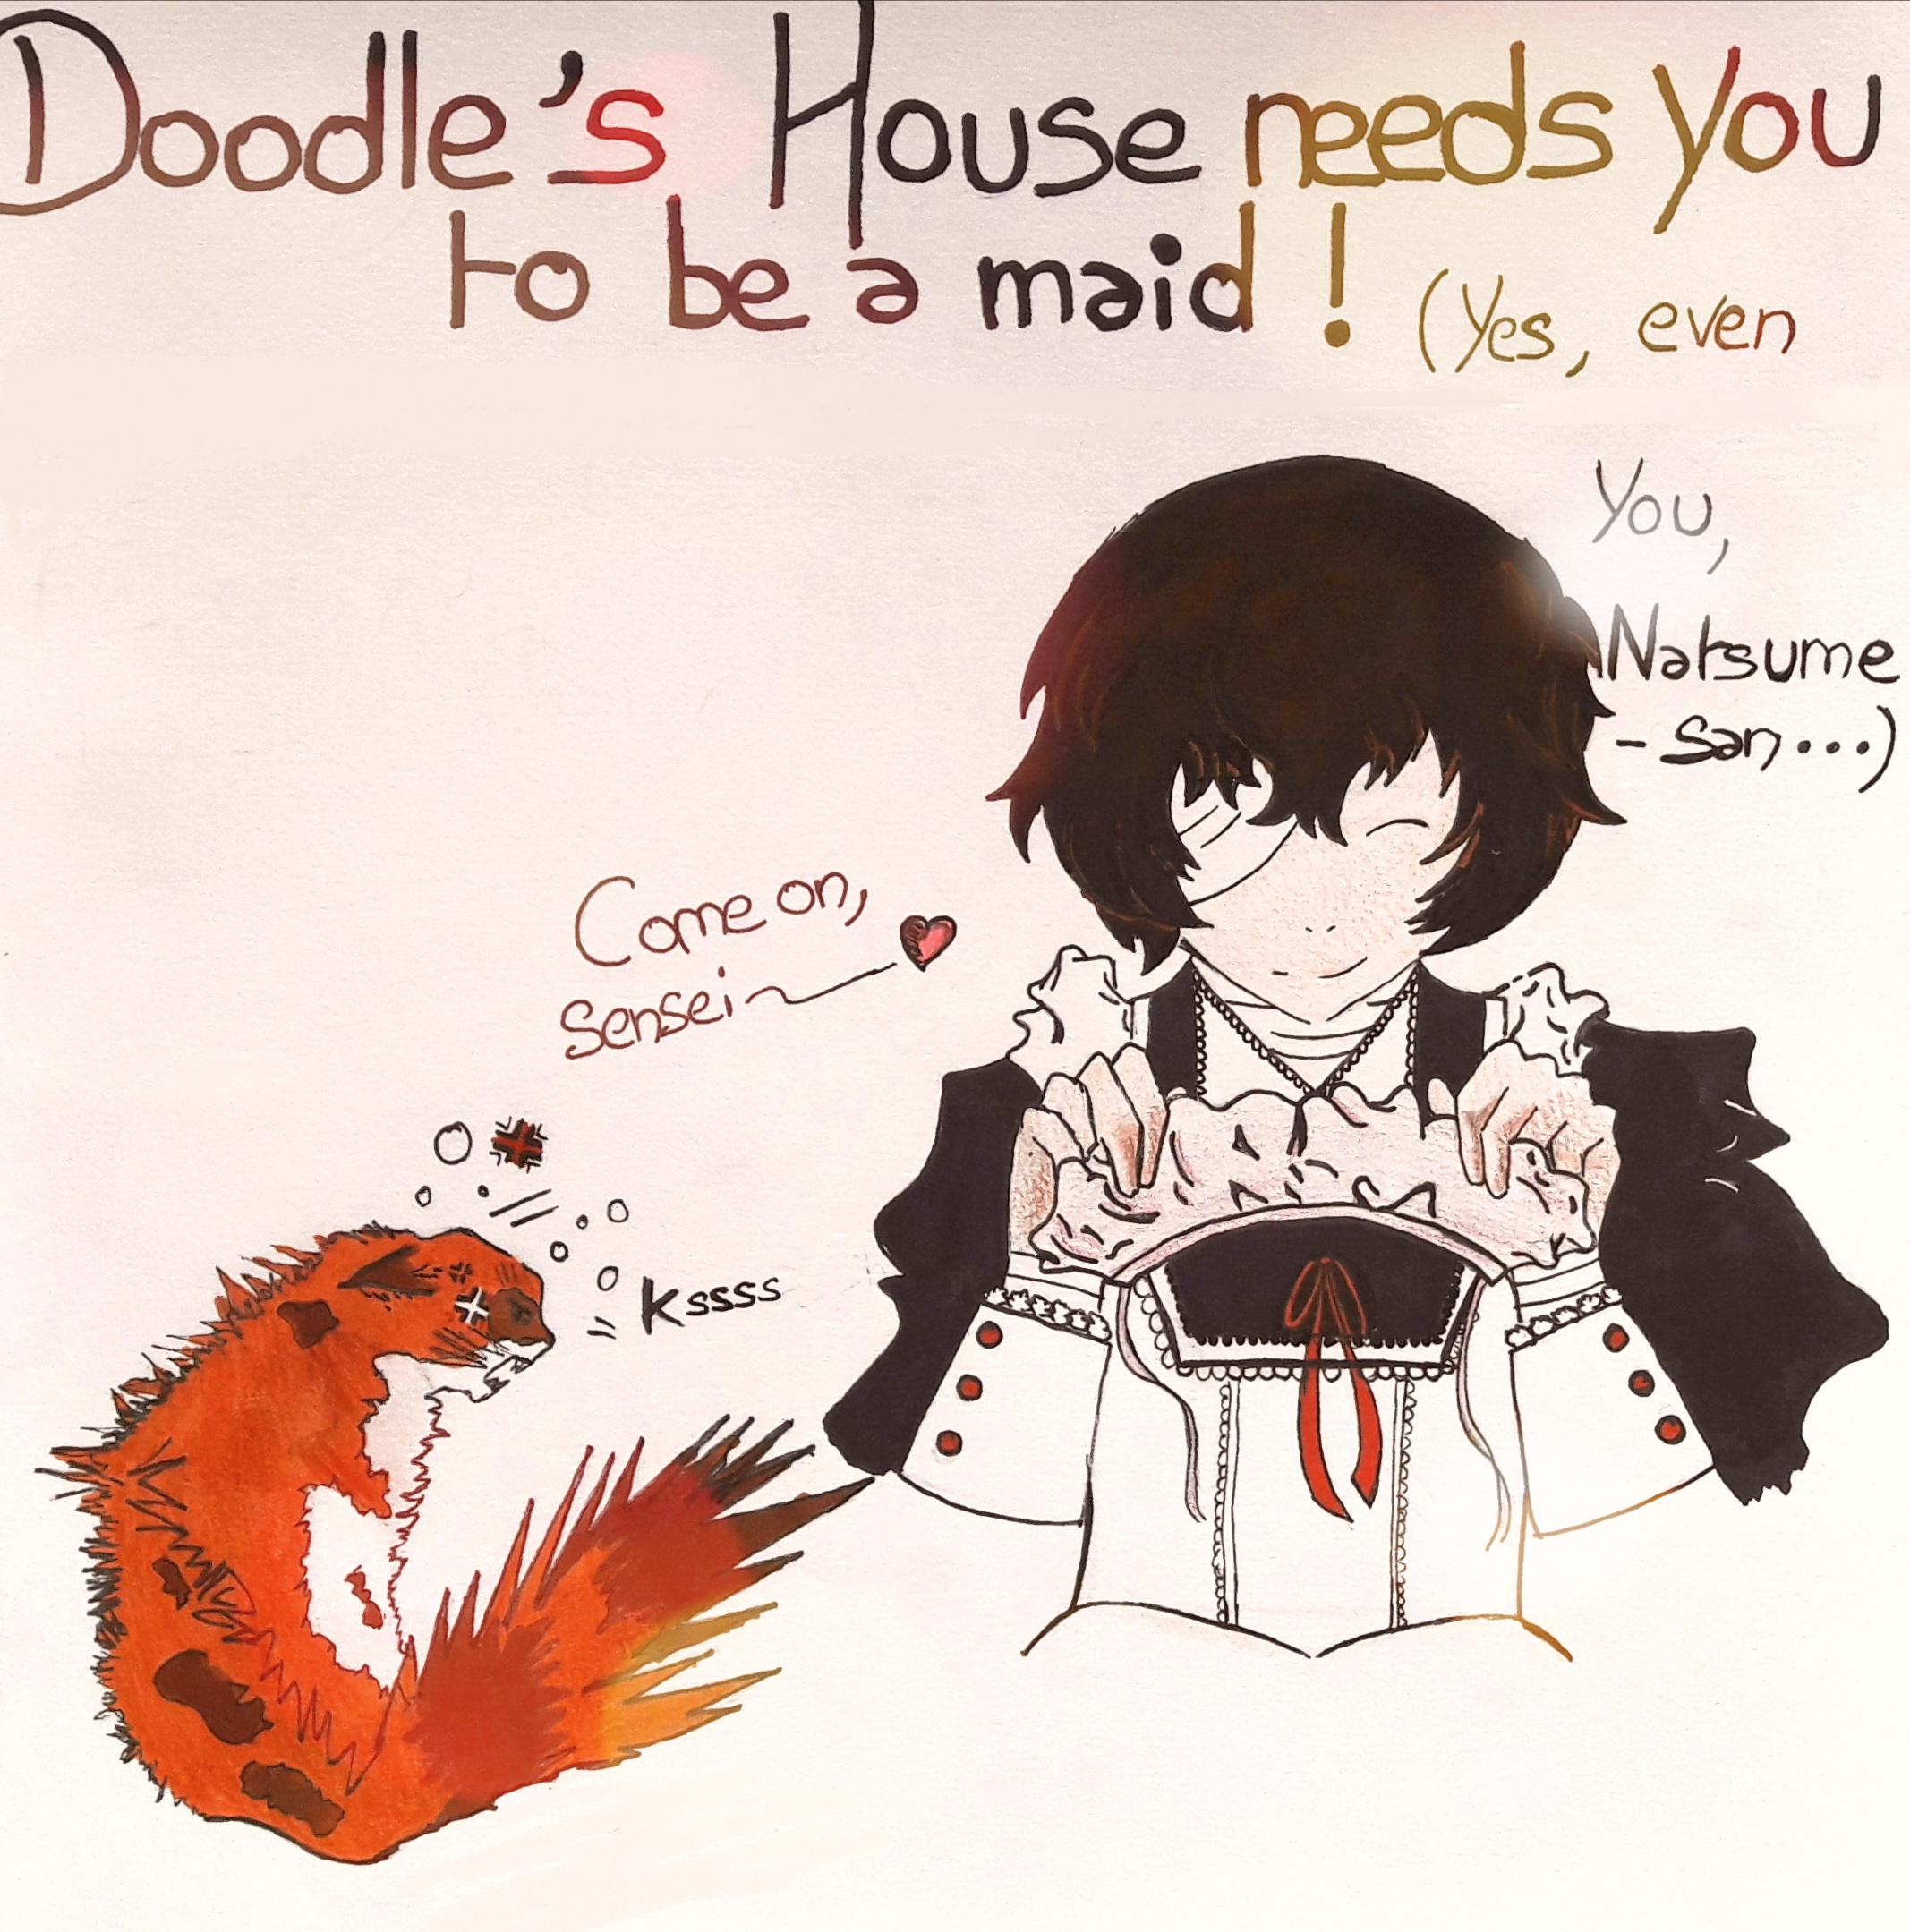 Doodle's House needs you
to be a maid! (Yes, even
You,
Natsume
-san...)
Come on,
sensei~
kssss